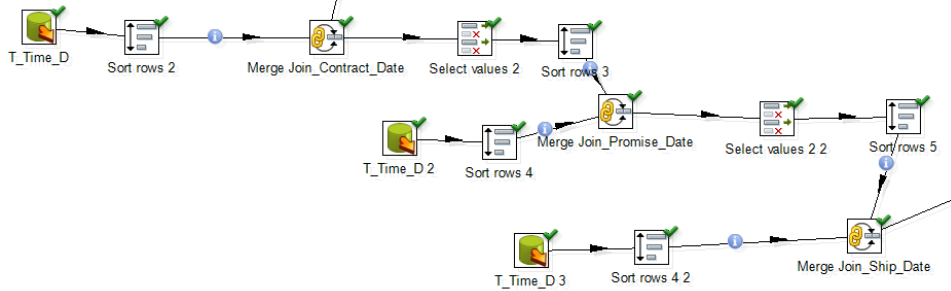 T_Time_D
Sort rows 2
Merge Join_Contract_Date
Select values 2
Sort rows 3
T_Time_D 2
Sort rows 4
Merge Join_Promise_Date
Select values 2 2
Sort rows 5
T_Time_D 3
Sort rows 4 2
Merge Join_Ship_Date